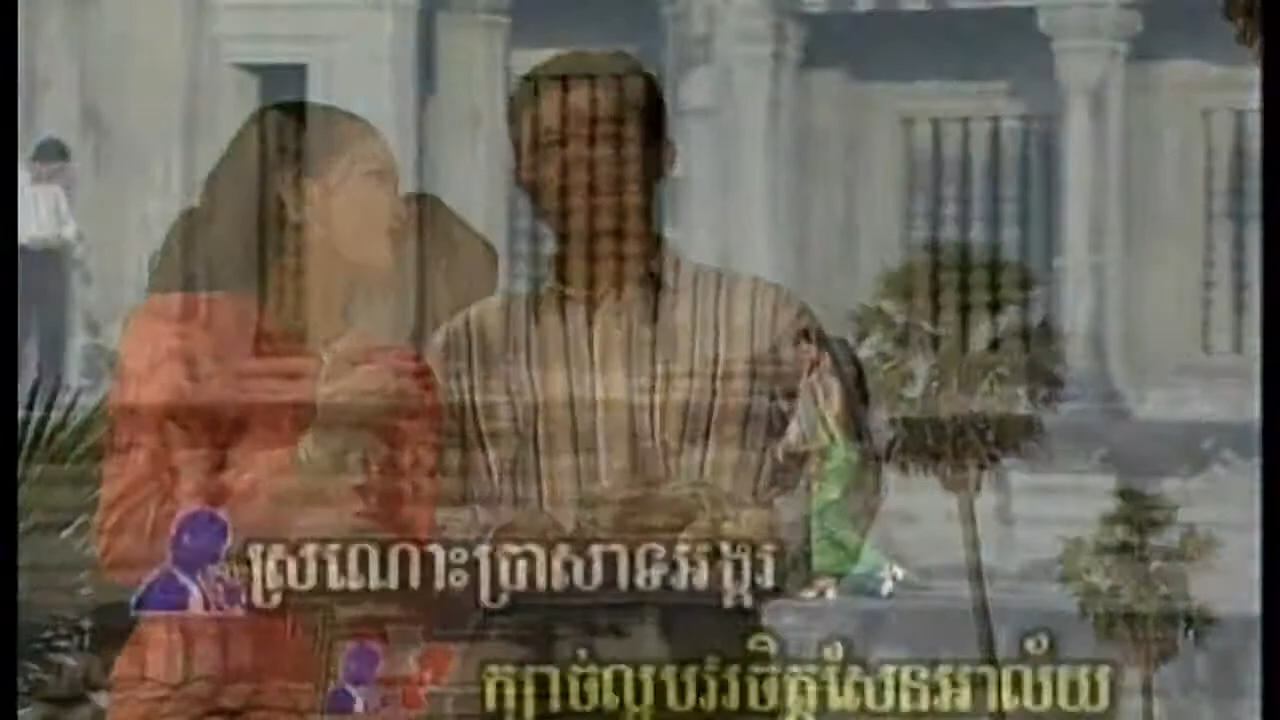 ស្រណោះប្រាសាទអង្គរ
ក្បាច់ល្អបវរចិត្តសែនអាល័យ